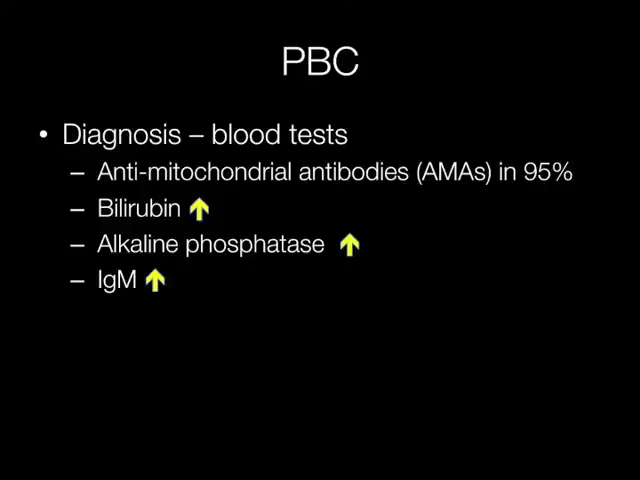 PBC
• Diagnosis – blood tests
– Anti-mitochondrial antibodies (AMAs) in 95%
– Bilirubin ↑
– Alkaline phosphatase ↑
– IgM ↑